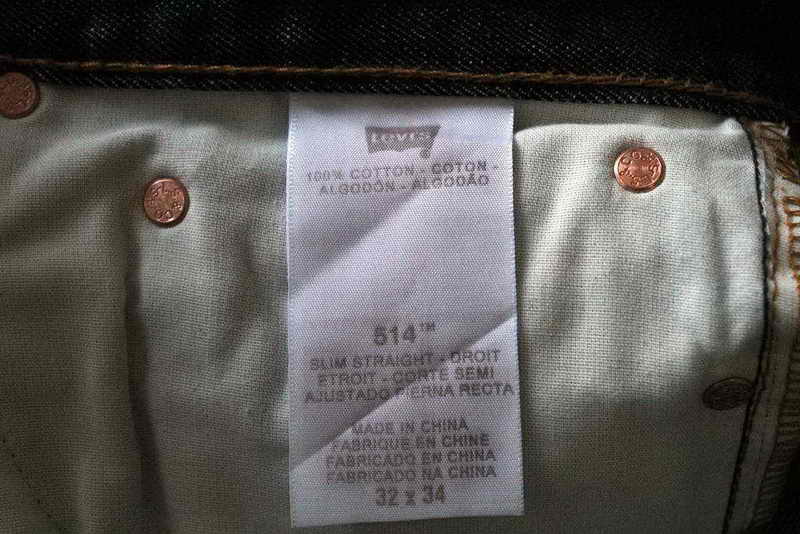 Levi's
100% COTTON - COTON -
ALGODÓN - ALGODÃO
514™
SLIM STRAIGHT - DROIT
ETROIT - CORTE SEMI
AJUSTADO PIERNA RECTA
MADE IN CHINA
FABRIQUE EN CHINE
FABRICADO EN CHINA
FABRICADO NA CHINA
32 x 34